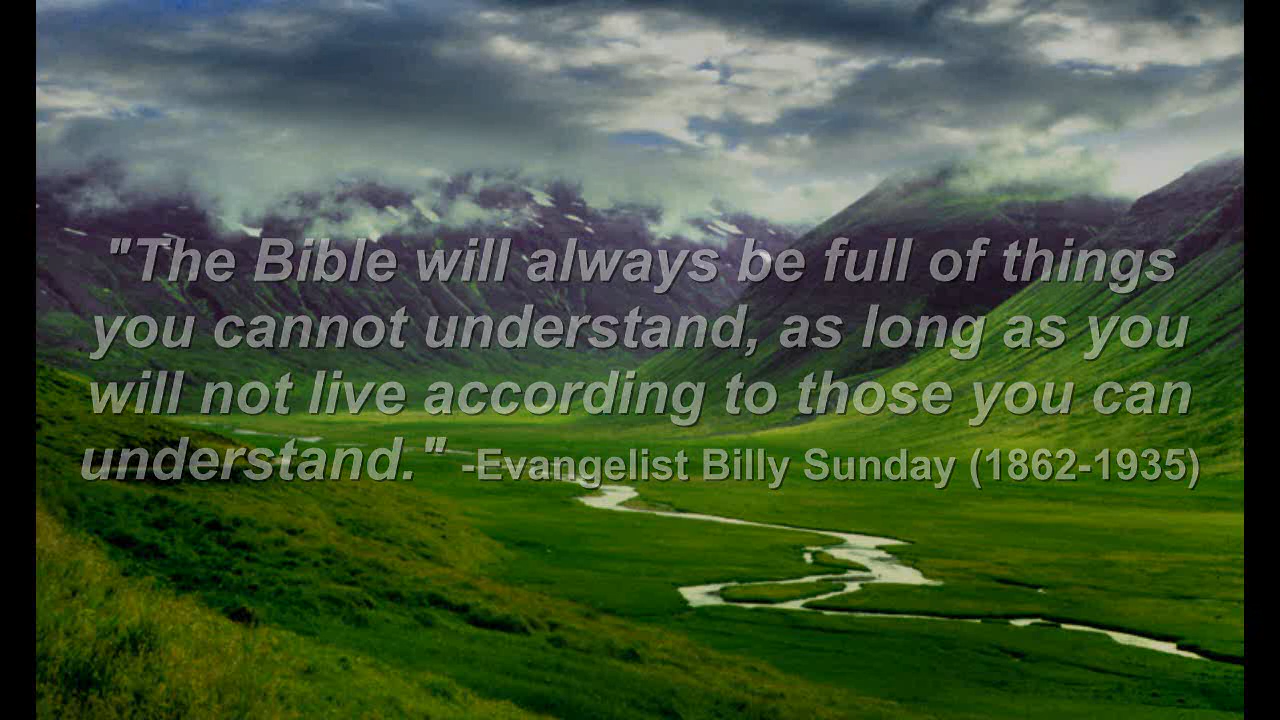 "The Bible will always be full of things
you cannot understand, as long as you
will not live according to those you can
understand." -Evangelist Billy Sunday (1862-1935)